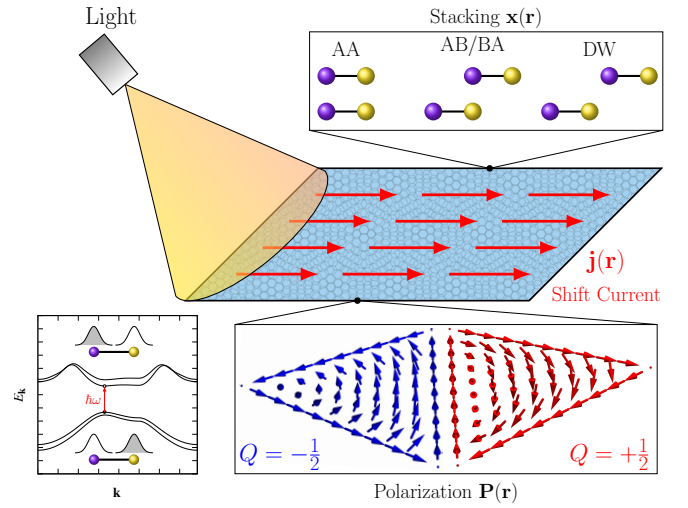 Light
Stacking x(r)
AA
AB/BA
DW
j(r)
Shift Current
E_k
ħω
k
Q = −1/2
Q = +1/2
Polarization P(r)